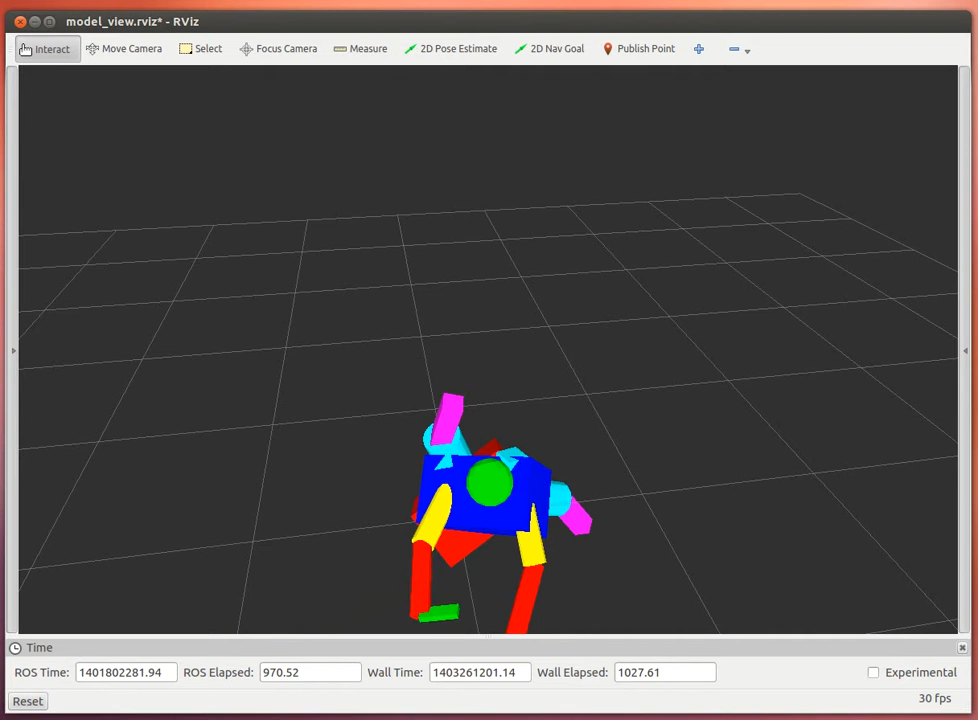 model_view.rviz* - RViz
Interact Move Camera Select Focus Camera Measure 2D Pose Estimate 2D Nav Goal Publish Point
Time
ROS Time: 1401802281.94 ROS Elapsed: 970.52 Wall Time: 1403261201.14 Wall Elapsed: 1027.61 Experimental
Reset 30 fps